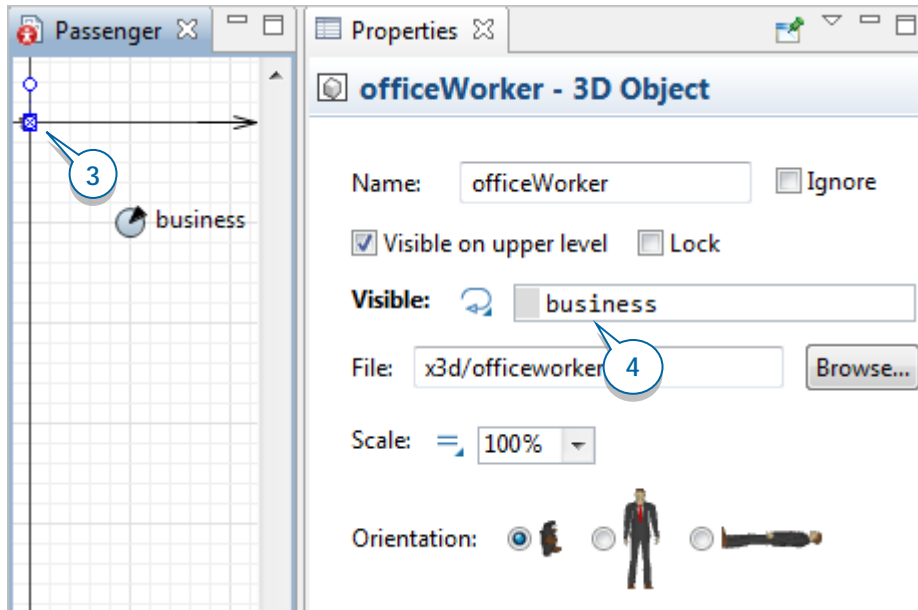 Passenger
3
business
Properties
officeWorker - 3D Object
Name: officeWorker Ignore
Visible on upper level Lock
Visible: business
4
File: x3d/officeworker Browse...
Scale: 100%
Orientation: